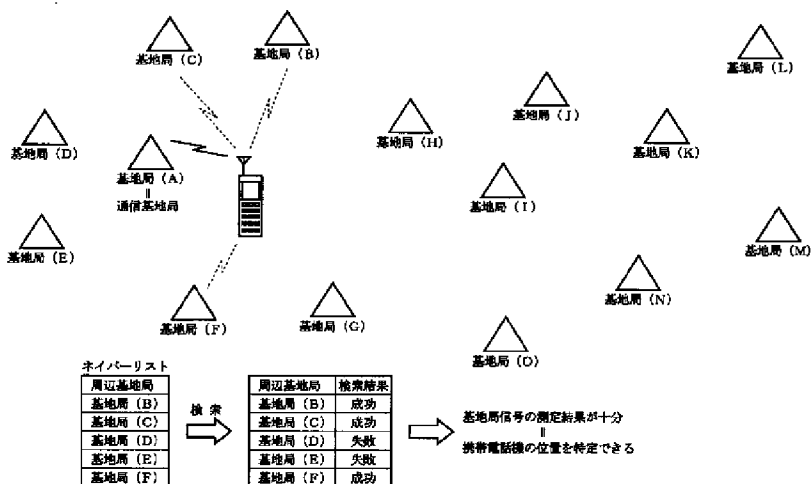 基地局（C）
基地局（B）
基地局（L）
基地局（D）
基地局（A）
＝
通信基地局
基地局（H）
基地局（J）
基地局（K）
基地局（E）
基地局（I）
基地局（M）
基地局（F）
基地局（G）
基地局（N）
基地局（O）
ネイバーリスト
周辺基地局
基地局（B）
基地局（C）
基地局（D）
基地局（E）
基地局（F）
検索
周辺基地局 検索結果
基地局（B） 成功
基地局（C） 成功
基地局（D） 失敗
基地局（E） 失敗
基地局（F） 成功
基地局信号の測定結果が十分
＝
携帯電話機の位置を特定できる